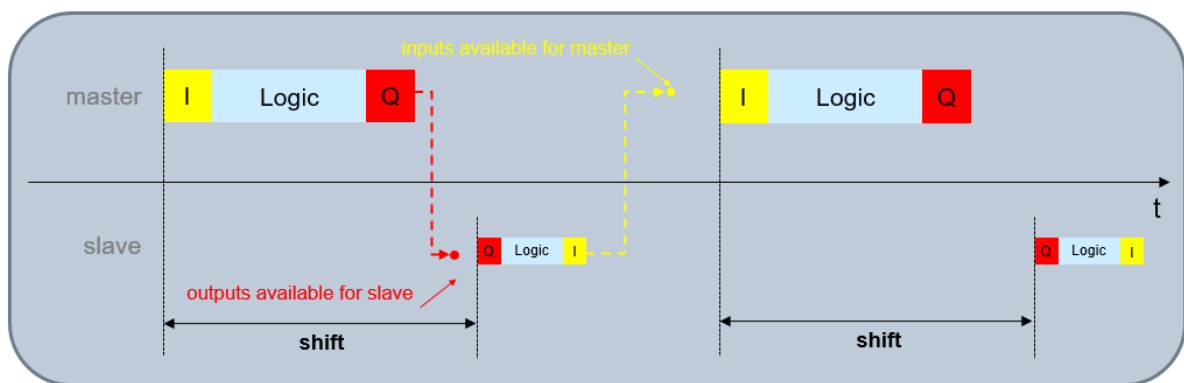 inputs available for master
master
I Logic Q
I Logic Q
t
slave
Q Logic I
Q Logic I
outputs available for slave
shift
shift